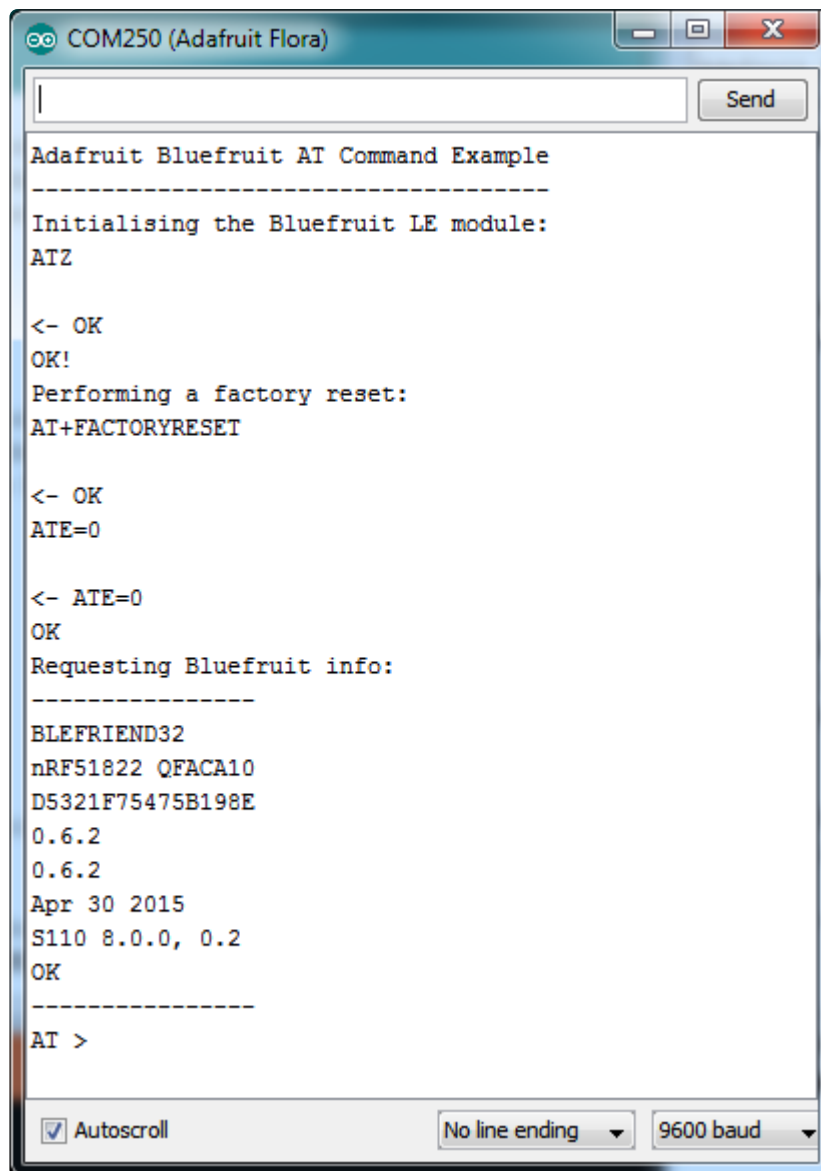 COM250 (Adafruit Flora)
Send
Adafruit Bluefruit AT Command Example
-------------------------------------
Initialising the Bluefruit LE module:
ATZ
<- OK
OK!
Performing a factory reset:
AT+FACTORYRESET
<- OK
ATE=0
<- ATE=0
OK
Requesting Bluefruit info:
----------------
BLEFRIEND32
nRF51822 QFACA10
D5321F75475B198E
0.6.2
0.6.2
Apr 30 2015
S110 8.0.0, 0.2
OK
----------------
AT >
Autoscroll No line ending 9600 baud